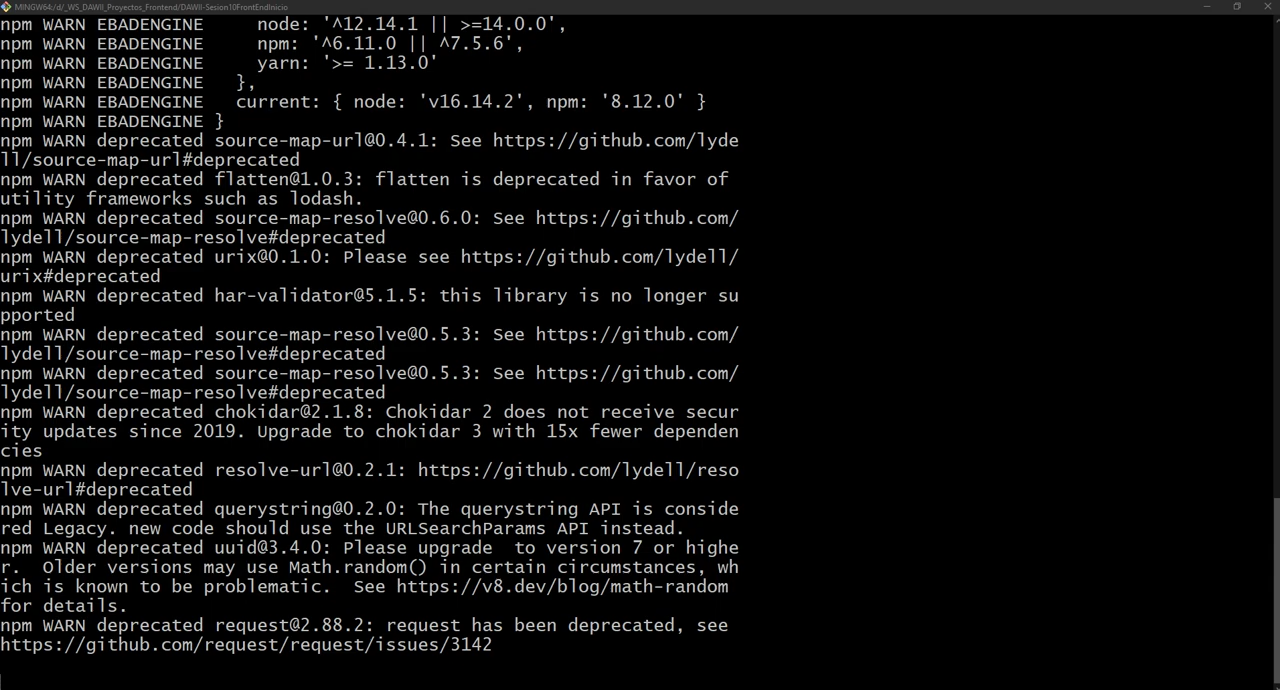 MINGW64:/d/_WS_DAWII_Proyectos_Frontend/DAWII-Sesion10FrontEndInicio
npm WARN EBADENGINE     node: '^12.14.1 || >=14.0.0',
npm WARN EBADENGINE     npm: '^6.11.0 || ^7.5.6',
npm WARN EBADENGINE     yarn: '>= 1.13.0'
npm WARN EBADENGINE   },
npm WARN EBADENGINE   current: { node: 'v16.14.2', npm: '8.12.0' }
npm WARN EBADENGINE }
npm WARN deprecated source-map-url@0.4.1: See https://github.com/lyde
ll/source-map-url#deprecated
npm WARN deprecated flatten@1.0.3: flatten is deprecated in favor of
utility frameworks such as lodash.
npm WARN deprecated source-map-resolve@0.6.0: See https://github.com/
lydell/source-map-resolve#deprecated
npm WARN deprecated urix@0.1.0: Please see https://github.com/lydell/
urix#deprecated
npm WARN deprecated har-validator@5.1.5: this library is no longer su
pported
npm WARN deprecated source-map-resolve@0.5.3: See https://github.com/
lydell/source-map-resolve#deprecated
npm WARN deprecated source-map-resolve@0.5.3: See https://github.com/
lydell/source-map-resolve#deprecated
npm WARN deprecated chokidar@2.1.8: Chokidar 2 does not receive secur
ity updates since 2019. Upgrade to chokidar 3 with 15x fewer dependen
cies
npm WARN deprecated resolve-url@0.2.1: https://github.com/lydell/reso
lve-url#deprecated
npm WARN deprecated querystring@0.2.0: The querystring API is conside
red Legacy. new code should use the URLSearchParams API instead.
npm WARN deprecated uuid@3.4.0: Please upgrade  to version 7 or highe
r.  Older versions may use Math.random() in certain circumstances, wh
ich is known to be problematic.  See https://v8.dev/blog/math-random
for details.
npm WARN deprecated request@2.88.2: request has been deprecated, see
https://github.com/request/request/issues/3142